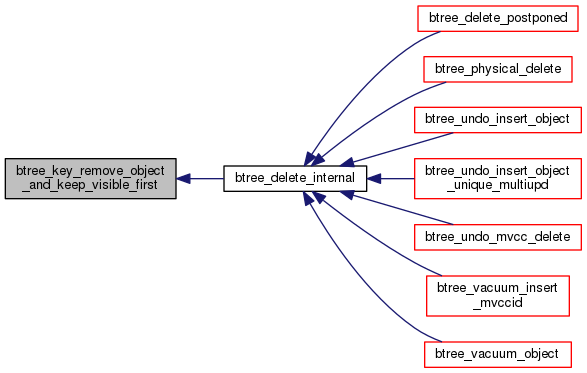 btree_delete_postponed
btree_physical_delete
btree_undo_insert_object
btree_key_remove_object
_and_keep_visible_first
btree_delete_internal
btree_undo_insert_object
_unique_multiupd
btree_undo_mvcc_delete
btree_vacuum_insert
_mvccid
btree_vacuum_object